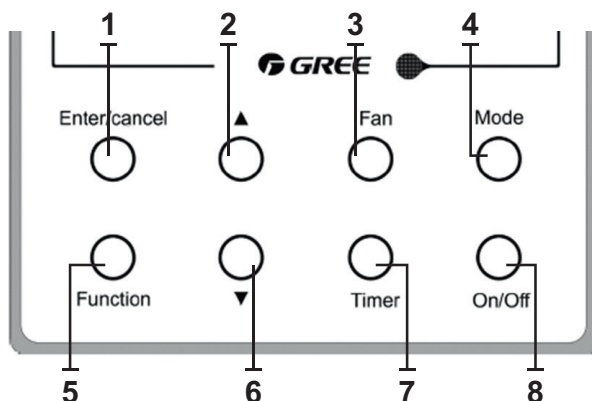 1 2 3 4
GREE
Enter/cancel ▲ Fan Mode
Function ▼ Timer On/Off
5 6 7 8